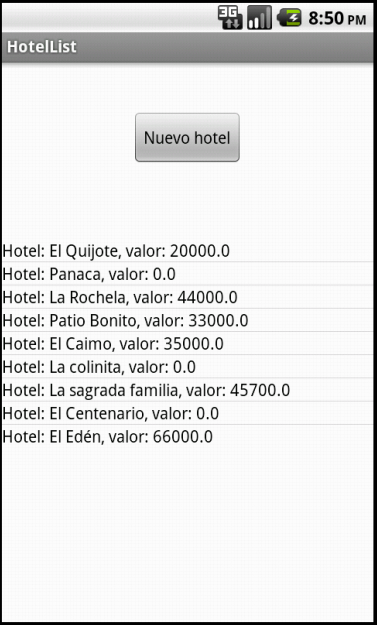 3G 8:50 PM
HotelList
Nuevo hotel
Hotel: El Quijote, valor: 20000.0
Hotel: Panaca, valor: 0.0
Hotel: La Rochela, valor: 44000.0
Hotel: Patio Bonito, valor: 33000.0
Hotel: El Caimo, valor: 35000.0
Hotel: La colinita, valor: 0.0
Hotel: La sagrada familia, valor: 45700.0
Hotel: El Centenario, valor: 0.0
Hotel: El Edén, valor: 66000.0